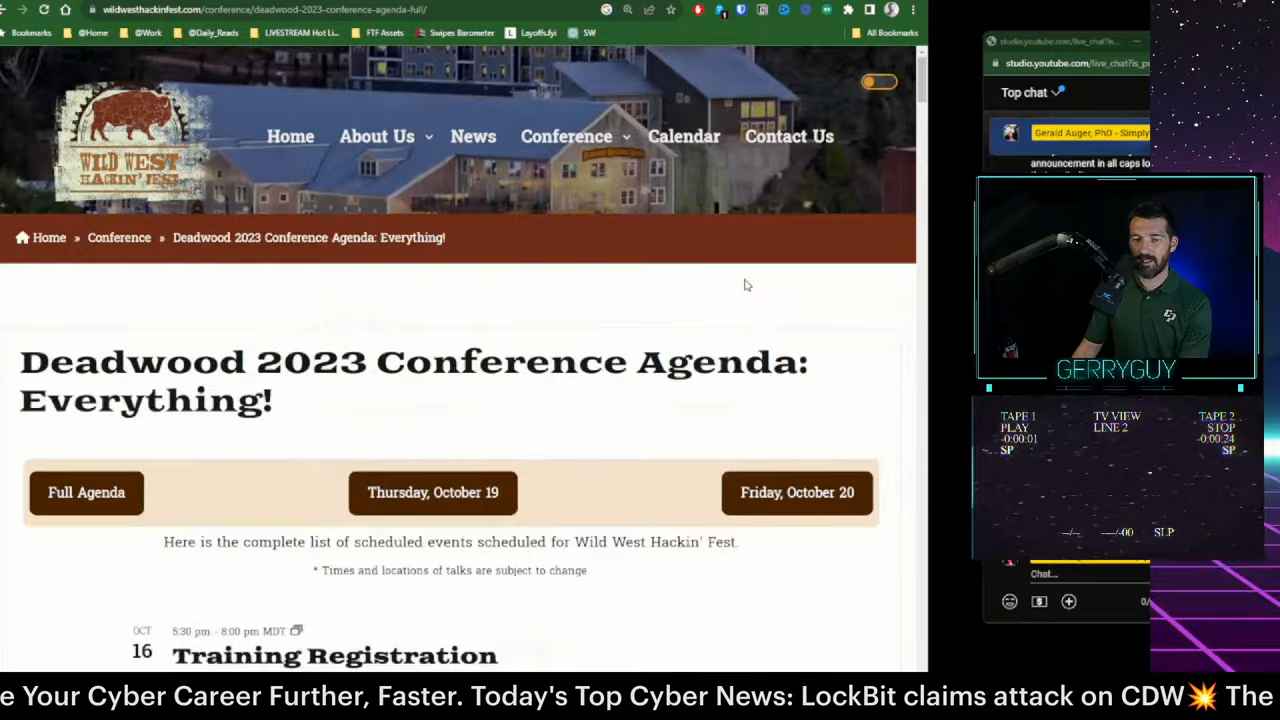 wildwesthackinfest.com/conference/deadwood-2023-conference-agenda-full/
Bookmarks @Home @Work @Daily_Reads LIVESTREAM Hot Li... FTF Assets Swipes Barometer Layoffs.fyi SW All Bookmarks
WILD WEST
HACKIN' FEST
Home About Us News Conference Calendar Contact Us
Home » Conference » Deadwood 2023 Conference Agenda: Everything!
Deadwood 2023 Conference Agenda:
Everything!
Full Agenda Thursday, October 19 Friday, October 20
Here is the complete list of scheduled events scheduled for Wild West Hackin' Fest.
* Times and locations of talks are subject to change
OCT
16
5:30 pm - 8:00 pm MDT
Training Registration
studio.youtube.com/live_chat?is...
studio.youtube.com/live_chat?is_p
Top chat
Gerald Auger, PhD - Simply
announcement in all caps lo
GERRYGUY
TAPE 1 TV VIEW TAPE 2
PLAY LINE 2 STOP
-0:00:01 -0:00:24
SP SP
--/-- ----/-00 SLP
Chat...
0/
e Your Cyber Career Further, Faster. Today's Top Cyber News: LockBit claims attack on CDW💥 The